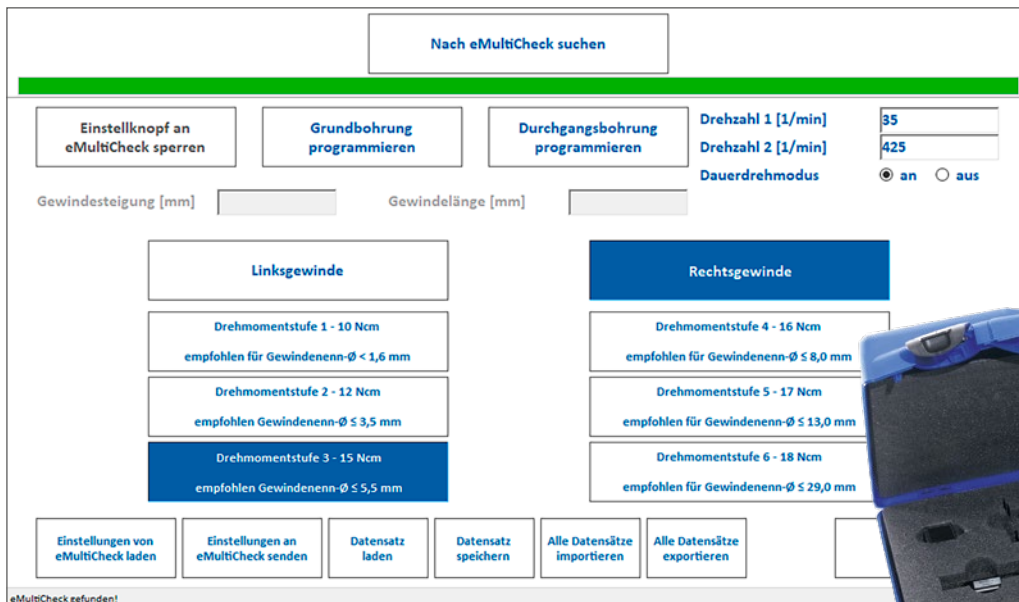 Nach eMultiCheck suchen
Einstellknopf an
eMultiCheck sperren
Grundbohrung
programmieren
Durchgangsbohrung
programmieren
Drehzahl 1 [1/min]
35
Drehzahl 2 [1/min]
425
Dauerdrehmodus
an
aus
Gewindesteigung [mm]
Gewindelänge [mm]
Linksgewinde
Rechtsgewinde
Drehmomentstufe 1 - 10 Ncm
empfohlen für Gewindenenn-Ø < 1,6 mm
Drehmomentstufe 4 - 16 Ncm
empfohlen für Gewindenenn-Ø ≤ 8,0 mm
Drehmomentstufe 2 - 12 Ncm
empfohlen Gewindenenn-Ø ≤ 3,5 mm
Drehmomentstufe 5 - 17 Ncm
empfohlen für Gewindenenn-Ø ≤ 13,0 mm
Drehmomentstufe 3 - 15 Ncm
empfohlen Gewindenenn-Ø ≤ 5,5 mm
Drehmomentstufe 6 - 18 Ncm
empfohlen für Gewindenenn-Ø ≤ 29,0 mm
Einstellungen von
eMultiCheck laden
Einstellungen an
eMultiCheck senden
Datensatz
laden
Datensatz
speichern
Alle Datensätze
importieren
Alle Datensätze
exportieren
eMultiCheck gefunden!